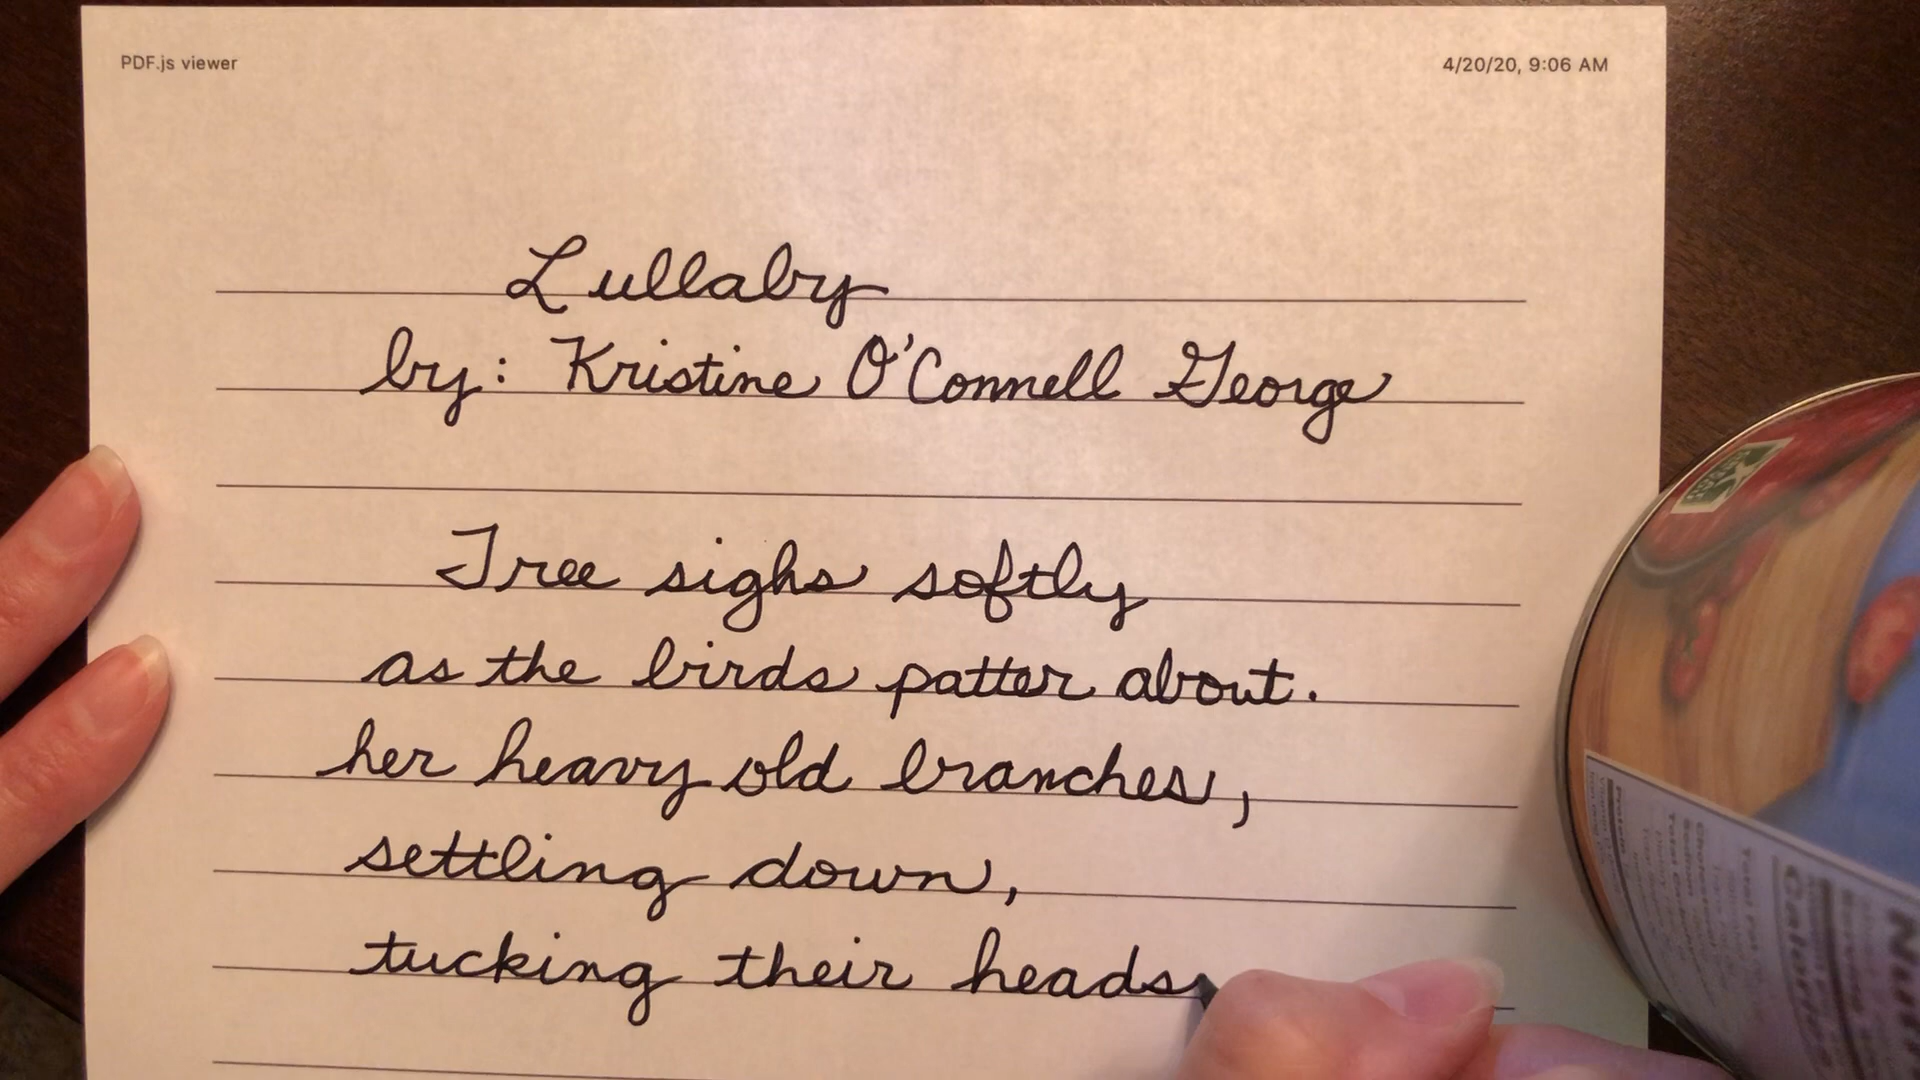 PDF.js viewer
4/20/20, 9:06 AM
Lullaby
by: Kristine O'Connell George
Tree sighs softly
as the birds patter about.
her heavy old branches,
settling down,
tucking their heads